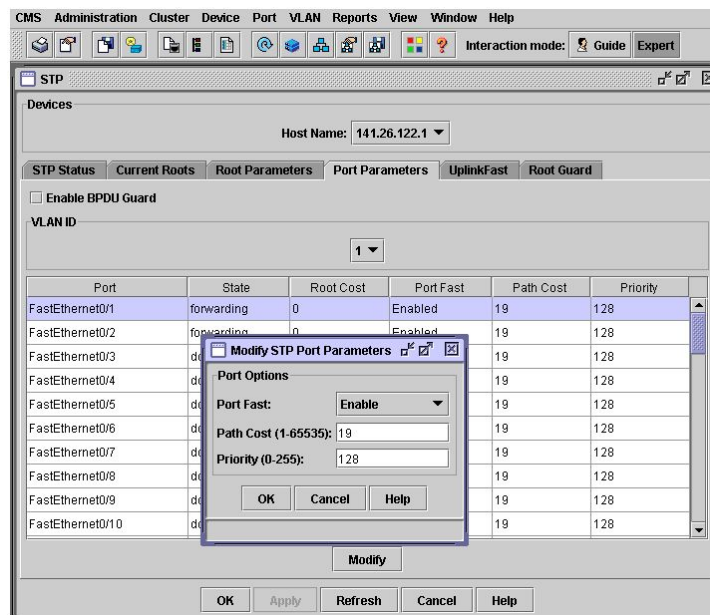 CMS Administration Cluster Device Port VLAN Reports View Window Help
Interaction mode: Guide Expert
STP
Devices
Host Name: 141.26.122.1
STP Status Current Roots Root Parameters Port Parameters UplinkFast Root Guard
Enable BPDU Guard
VLAN ID
1
Port State Root Cost Port Fast Path Cost Priority
FastEthernet0/1 forwarding 0 Enabled 19 128
FastEthernet0/2 forwarding 0 Enabled 19 128
FastEthernet0/3 19 128
FastEthernet0/4 19 128
FastEthernet0/5 19 128
FastEthernet0/6 19 128
FastEthernet0/7 19 128
FastEthernet0/8 19 128
FastEthernet0/9 19 128
FastEthernet0/10 19 128
Modify STP Port Parameters
Port Options
Port Fast: Enable
Path Cost (1-65535): 19
Priority (0-255): 128
OK Cancel Help
Modify
OK Apply Refresh Cancel Help